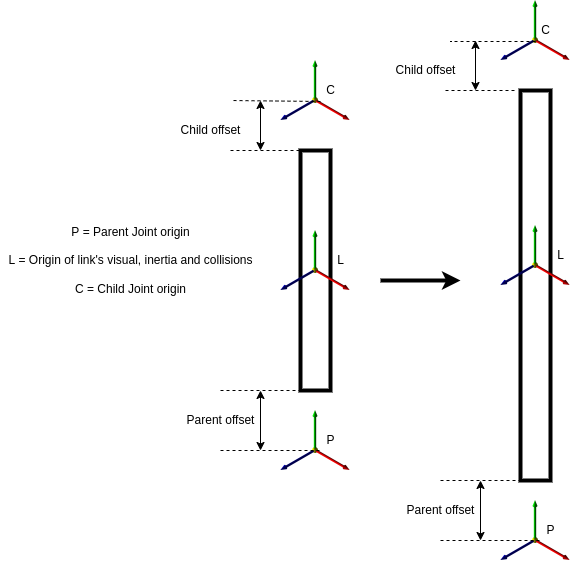 C
Child offset
P = Parent Joint origin
L = Origin of link's visual, inertia and collisions
C = Child Joint origin
L
Parent offset
P
C
Child offset
L
Parent offset
P